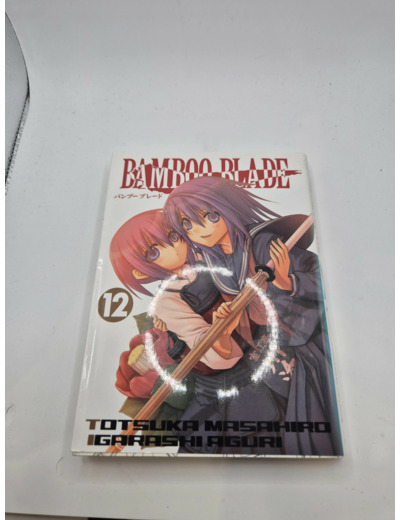 BAMBOO BLADE
バンブーブレード
12
TOTSUKA MASAHIRO
IGARASHI AGURI